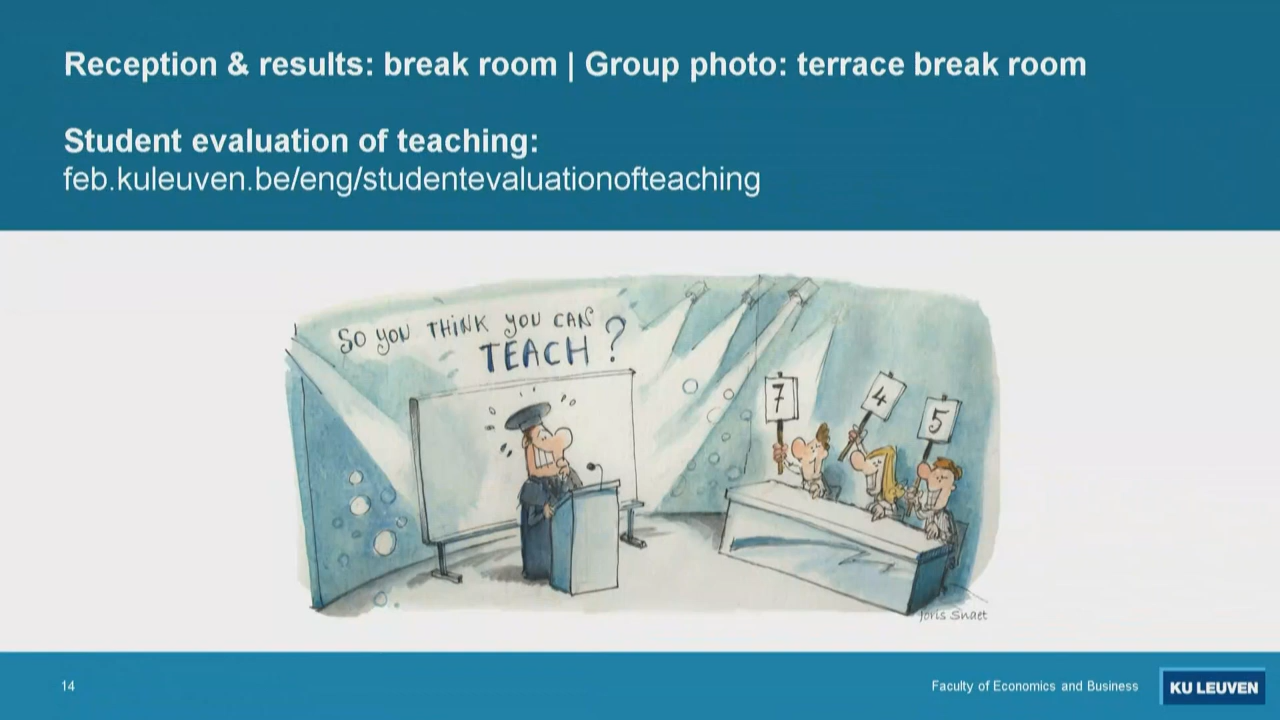 Reception & results: break room | Group photo: terrace break room
Student evaluation of teaching:
feb.kuleuven.be/eng/studentevaluationofteaching
SO YOU THINK YOU CAN
TEACH?
7
4
5
Joris Snaet
14
Faculty of Economics and Business
KU LEUVEN